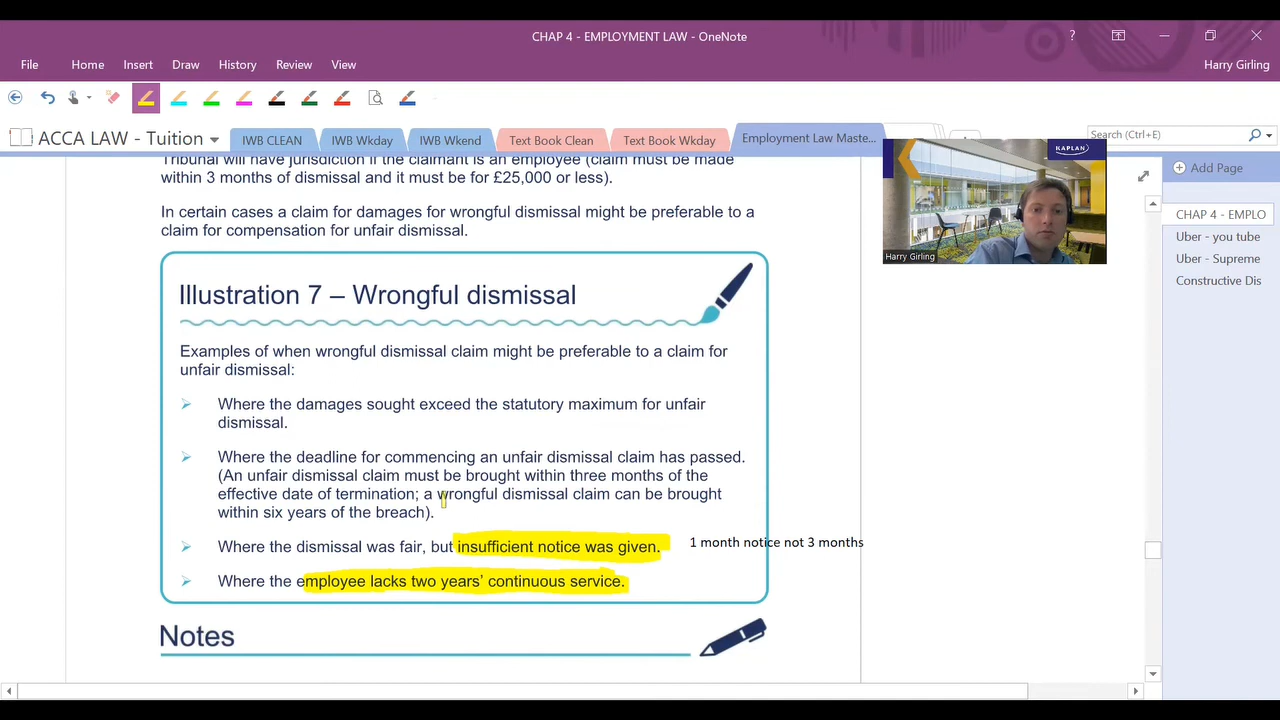 CHAP 4 - EMPLOYMENT LAW - OneNote
?
File Home Insert Draw History Review View
Harry Girling
ACCA LAW - Tuition
IWB CLEAN
IWB Wkday
IWB Wkend
Text Book Clean
Text Book Wkday
Employment Law Maste...
Search (Ctrl+E)
Tribunal will have jurisdiction if the claimant is an employee (claim must be made
within 3 months of dismissal and it must be for £25,000 or less).
In certain cases a claim for damages for wrongful dismissal might be preferable to a
claim for compensation for unfair dismissal.
Illustration 7 – Wrongful dismissal
Examples of when wrongful dismissal claim might be preferable to a claim for
unfair dismissal:
Where the damages sought exceed the statutory maximum for unfair
dismissal.
Where the deadline for commencing an unfair dismissal claim has passed.
(An unfair dismissal claim must be brought within three months of the
effective date of termination; a wrongful dismissal claim can be brought
within six years of the breach).
Where the dismissal was fair, but insufficient notice was given.
1 month notice not 3 months
Where the employee lacks two years’ continuous service.
Notes
KAPLAN
Harry Girling
Add Page
CHAP 4 - EMPLO
Uber - you tube
Uber - Supreme
Constructive Dis